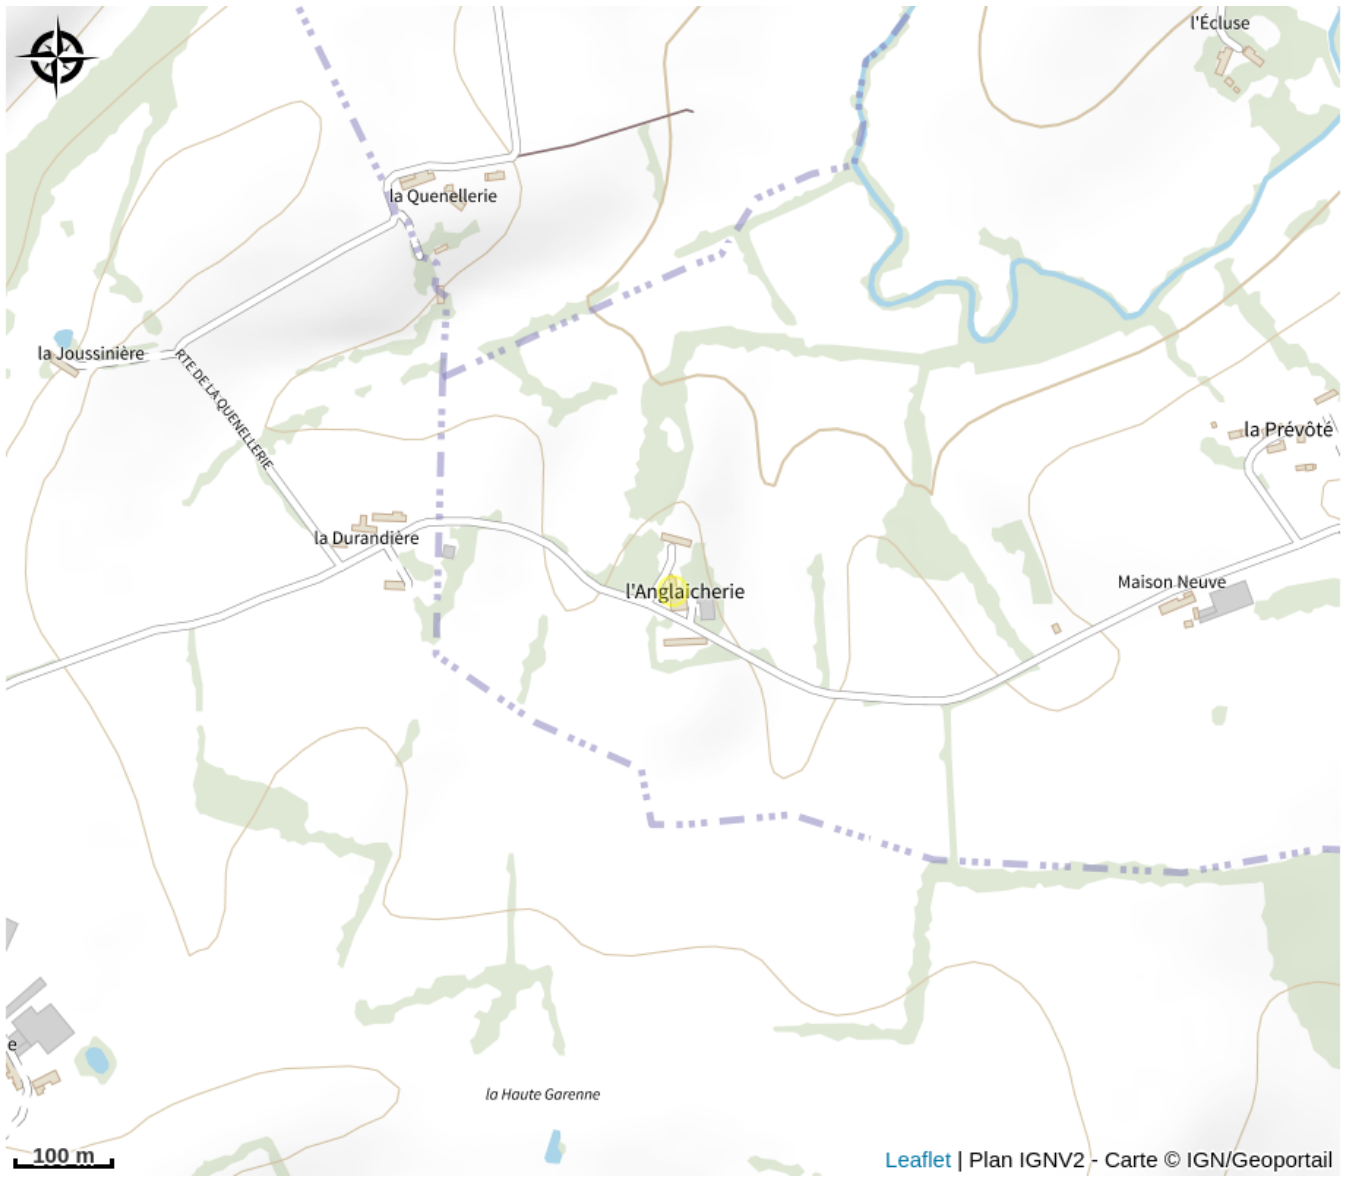 l'Écluse
la Quenellerie
la Joussinière
RTE DE LA QUENELLERIE
la Prévôté
la Durandière
Maison Neuve
l'Anglaicherie
e
la Haute Garenne
100 m
Leaflet | Plan IGNV2 - Carte © IGN/Geoportail